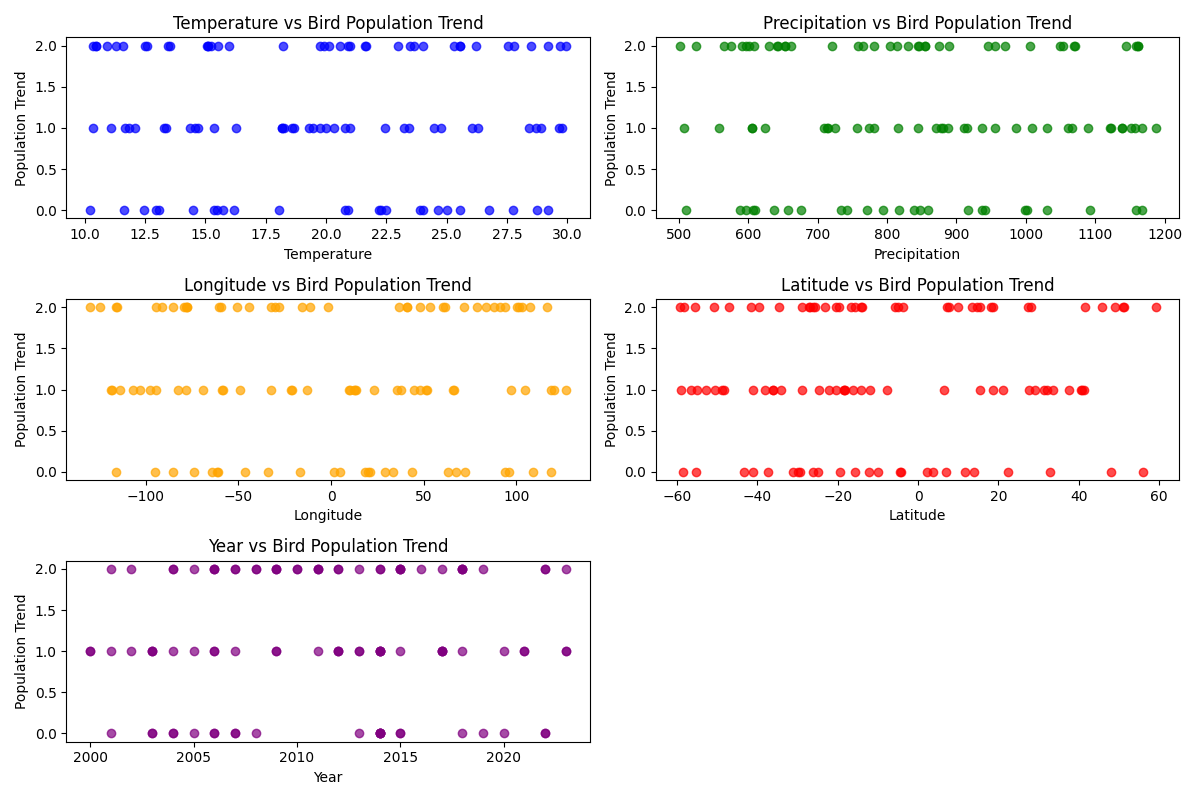 Temperature vs Bird Population Trend
Population Trend
2.0
1.5
1.0
0.5
0.0
10.0 12.5 15.0 17.5 20.0 22.5 25.0 27.5 30.0
Temperature
Precipitation vs Bird Population Trend
Population Trend
2.0
1.5
1.0
0.5
0.0
500 600 700 800 900 1000 1100 1200
Precipitation
Longitude vs Bird Population Trend
Population Trend
2.0
1.5
1.0
0.5
0.0
−100 −50 0 50 100
Longitude
Latitude vs Bird Population Trend
Population Trend
2.0
1.5
1.0
0.5
0.0
−60 −40 −20 0 20 40 60
Latitude
Year vs Bird Population Trend
Population Trend
2.0
1.5
1.0
0.5
0.0
2000 2005 2010 2015 2020
Year